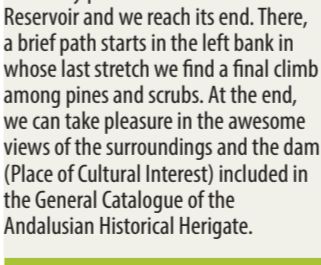 Reservoir and we reach its end. There,
a brief path starts in the left bank in
whose last stretch we find a final climb
among pines and scrubs. At the end,
we can take pleasure in the awesome
views of the surroundings and the dam
(Place of Cultural Interest) included in
the General Catalogue of the
Andalusian Historical Herigate.